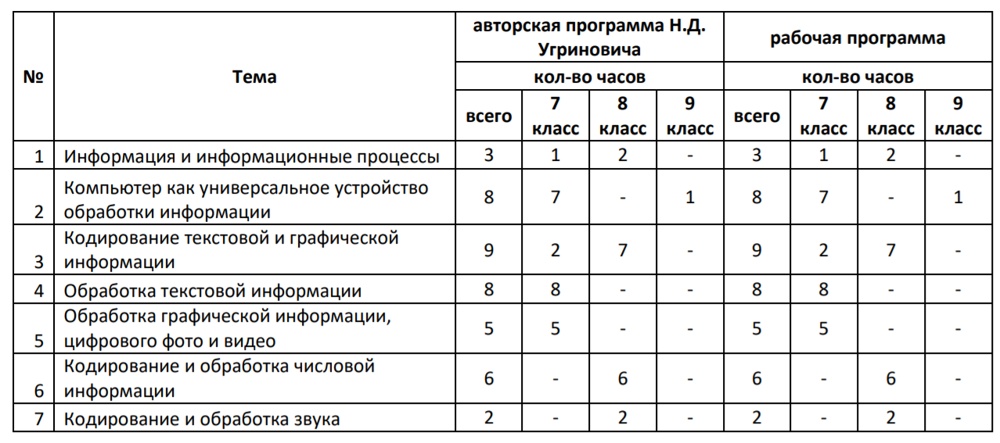 № Тема авторская программа Н.Д. Угриновича рабочая программа
кол-во часов кол-во часов
всего 7 класс 8 класс 9 класс всего 7 класс 8 класс 9 класс
1 Информация и информационные процессы 3 1 2 - 3 1 2 -
2 Компьютер как универсальное устройство обработки информации 8 7 - 1 8 7 - 1
3 Кодирование текстовой и графической информации 9 2 7 - 9 2 7 -
4 Обработка текстовой информации 8 8 - - 8 8 - -
5 Обработка графической информации, цифрового фото и видео 5 5 - - 5 5 - -
6 Кодирование и обработка числовой информации 6 - 6 - 6 - 6 -
7 Кодирование и обработка звука 2 - 2 - 2 - 2 -